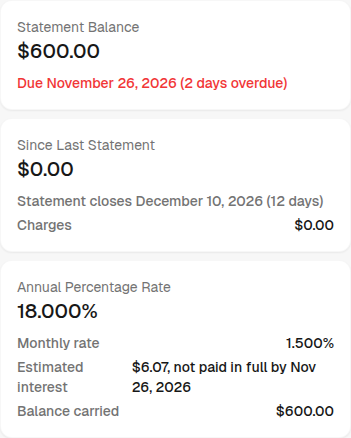 Statement Balance
$600.00
Due November 26, 2026 (2 days overdue)
Since Last Statement
$0.00
Statement closes December 10, 2026 (12 days)
Charges $0.00
Annual Percentage Rate
18.000%
Monthly rate 1.500%
Estimated $6.07, not paid in full by Nov
interest 26, 2026
Balance carried $600.00